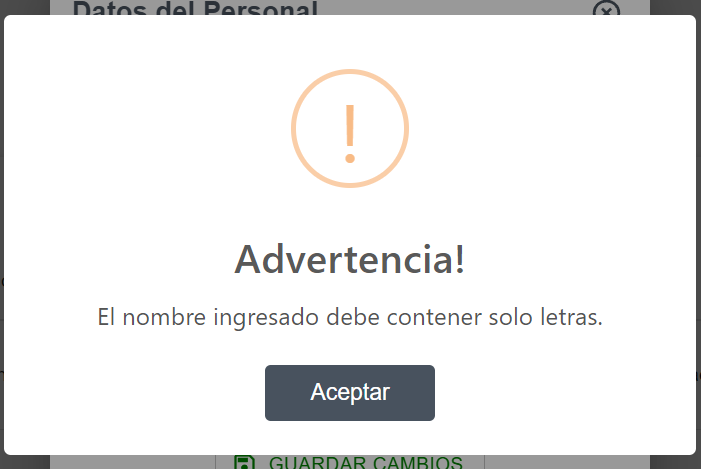 Datos del Personal
Advertencia!
El nombre ingresado debe contener solo letras.
Aceptar
GUARDAR CAMBIOS